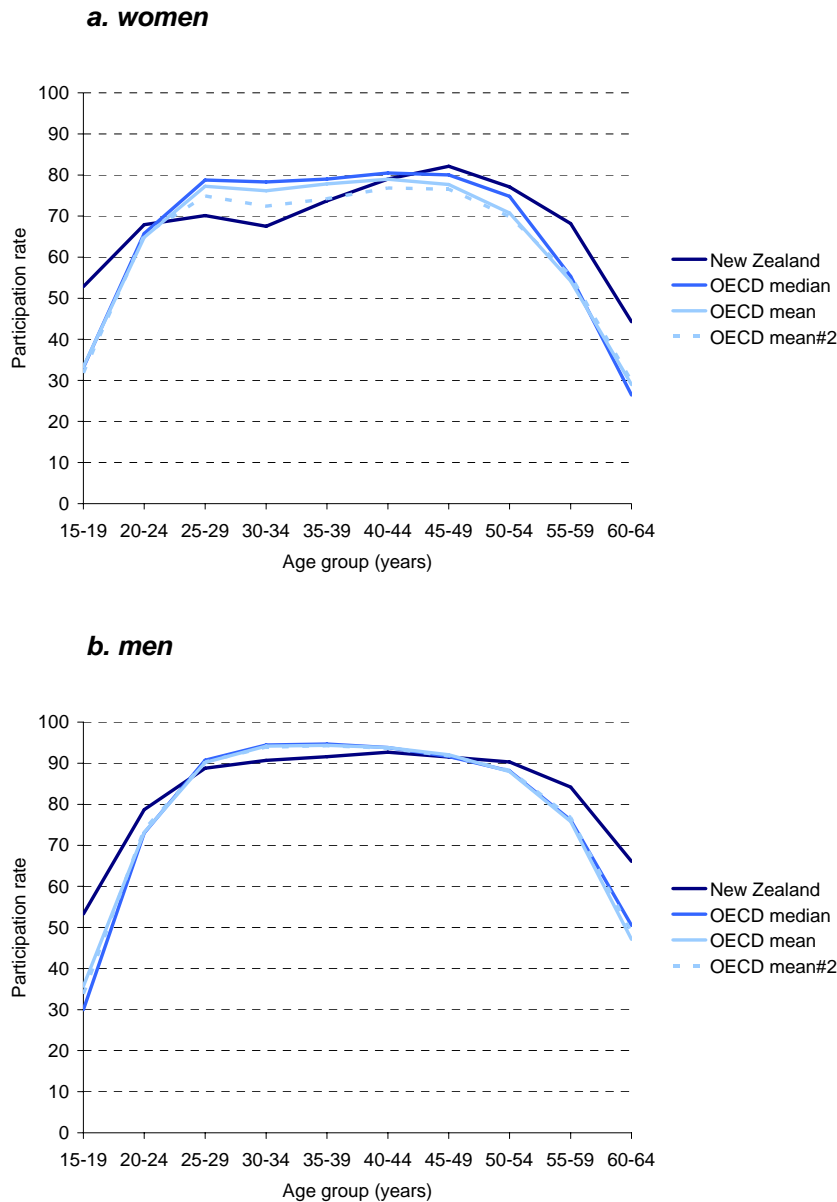 a. women
100
90
80
70
60
50
40
30
20
10
0
Participation rate
15-19 20-24 25-29 30-34 35-39 40-44 45-49 50-54 55-59 60-64
Age group (years)
New Zealand
OECD median
OECD mean
OECD mean#2
b. men
100
90
80
70
60
50
40
30
20
10
0
Participation rate
15-19 20-24 25-29 30-34 35-39 40-44 45-49 50-54 55-59 60-64
Age group (years)
New Zealand
OECD median
OECD mean
OECD mean#2